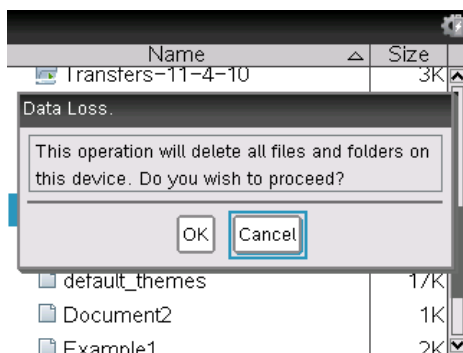 Name Size
Transfers-11-4-10 3K
Data Loss.
This operation will delete all files and folders on
this device. Do you wish to proceed?
OK Cancel
default_themes 17K
Document2 1K
Example1 2K